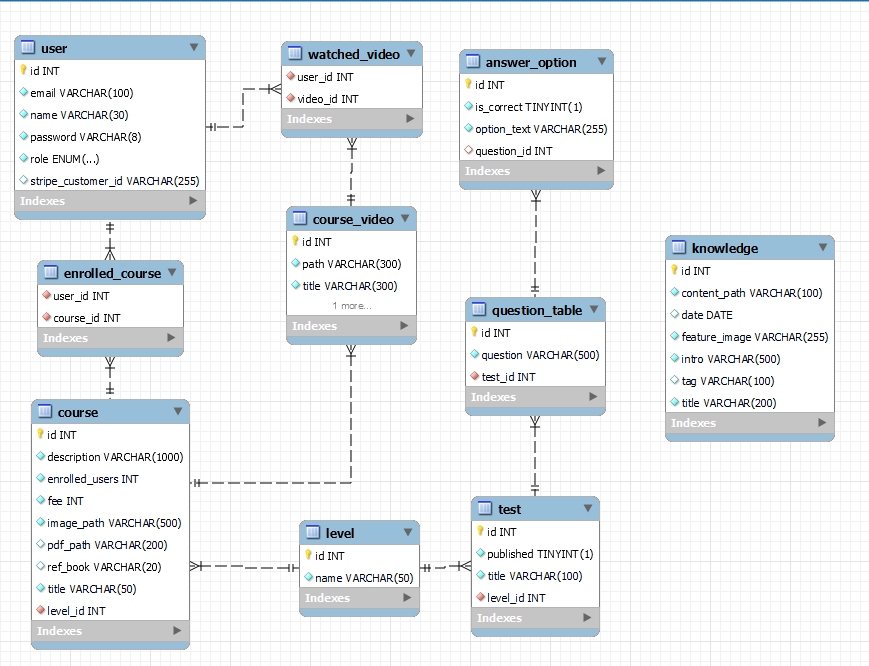 user
id INT
email VARCHAR(100)
name VARCHAR(30)
password VARCHAR(8)
role ENUM(...)
stripe_customer_id VARCHAR(255)
Indexes
watched_video
user_id INT
video_id INT
Indexes
answer_option
id INT
is_correct TINYINT(1)
option_text VARCHAR(255)
question_id INT
Indexes
enrolled_course
user_id INT
course_id INT
Indexes
course_video
id INT
path VARCHAR(300)
title VARCHAR(300)
1 more...
Indexes
question_table
id INT
question VARCHAR(500)
test_id INT
Indexes
knowledge
id INT
content_path VARCHAR(100)
date DATE
feature_image VARCHAR(255)
intro VARCHAR(500)
tag VARCHAR(100)
title VARCHAR(200)
Indexes
course
id INT
description VARCHAR(1000)
enrolled_users INT
fee INT
image_path VARCHAR(500)
pdf_path VARCHAR(200)
ref_book VARCHAR(20)
title VARCHAR(50)
level_id INT
Indexes
level
id INT
name VARCHAR(50)
Indexes
test
id INT
published TINYINT(1)
title VARCHAR(100)
level_id INT
Indexes